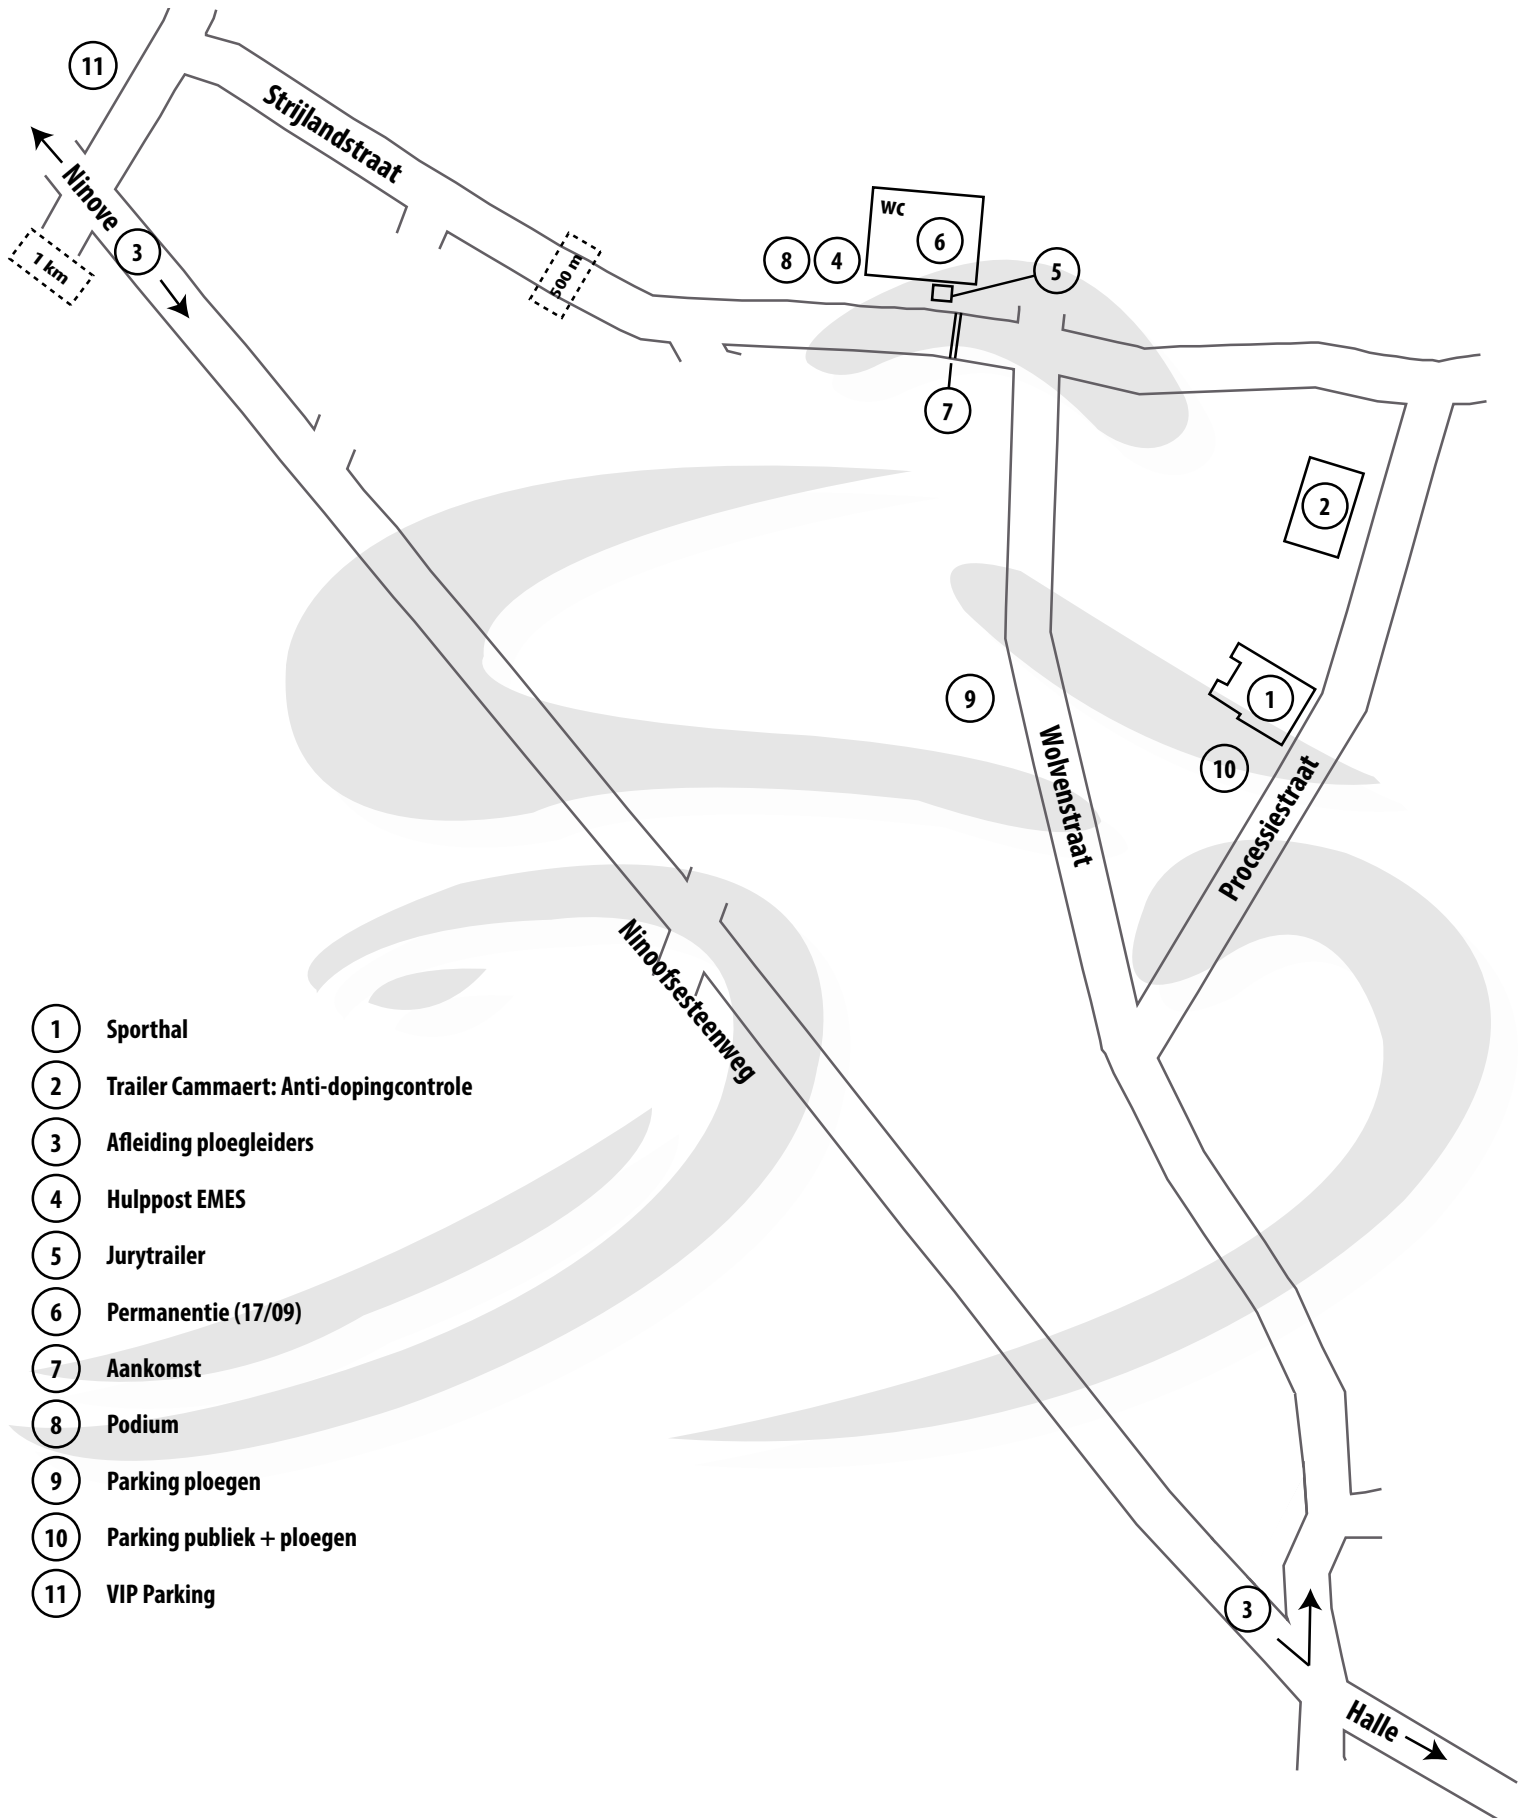 11
Strijlandstraat
Ninove
3
1 km
500 m
WC
6
8
4
5
7
2
9
1
10
Wolvenstraat
Processiestraat
Ninoofsesteenweg
1 Sporthal
2 Trailer Cammaert: Anti-dopingcontrole
3 Afleiding ploegleiders
4 Hulppost EMES
5 Jurytrailer
6 Permanentie (17/09)
7 Aankomst
8 Podium
9 Parking ploegen
10 Parking publiek + ploegen
11 VIP Parking
3
Halle